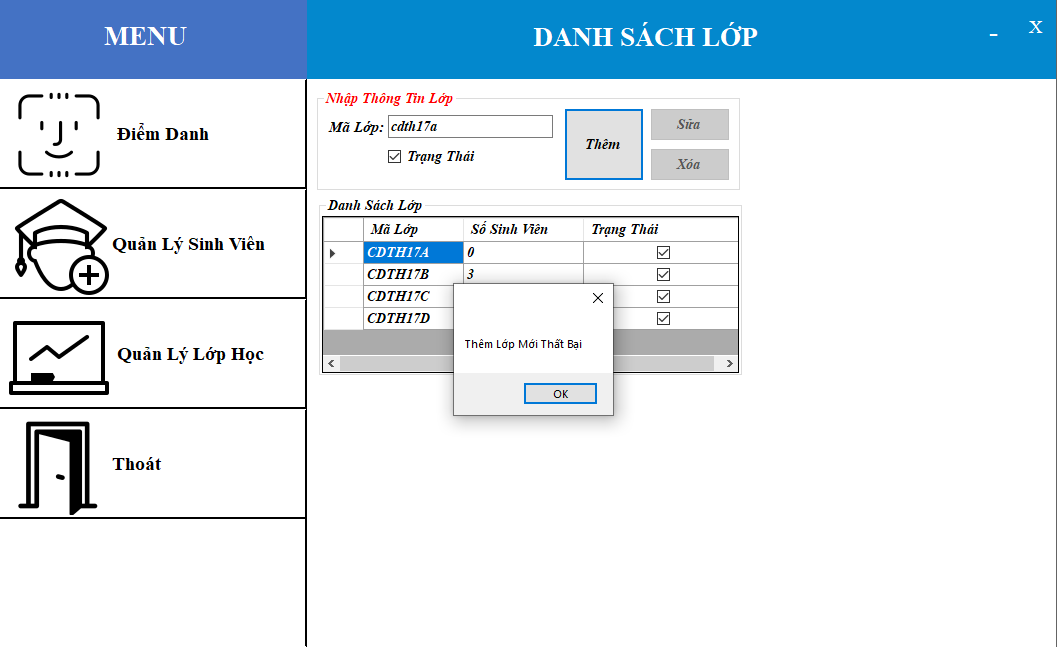 MENU
DANH SÁCH LỚP
- X
Điểm Danh
Quản Lý Sinh Viên
Quản Lý Lớp Học
Thoát
Nhập Thông Tin Lớp
Mã Lớp: cdth17a
Trạng Thái
Thêm
Sữa
Xóa
Danh Sách Lớp
Mã Lớp Số Sinh Viên Trạng Thái
CDTH17A 0
CDTH17B 3
CDTH17C
CDTH17D
Thêm Lớp Mới Thất Bại
OK